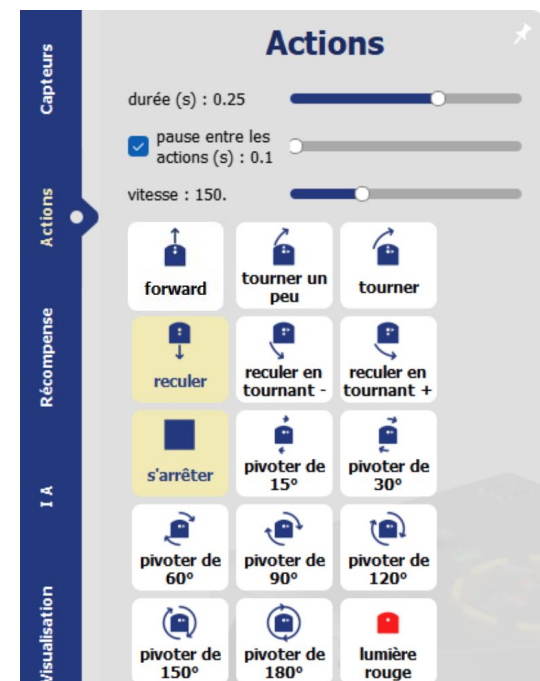 Actions
Capteurs
Actions
Récompense
I A
Visualisation
durée (s) : 0.25
pause entre les
actions (s) : 0.1
vitesse : 150.
forward
tourner un
peu
tourner
reculer
reculer en
tournant -
reculer en
tournant +
s'arrêter
pivoter de
15°
pivoter de
30°
pivoter de
60°
pivoter de
90°
pivoter de
120°
pivoter de
150°
pivoter de
180°
lumière
rouge